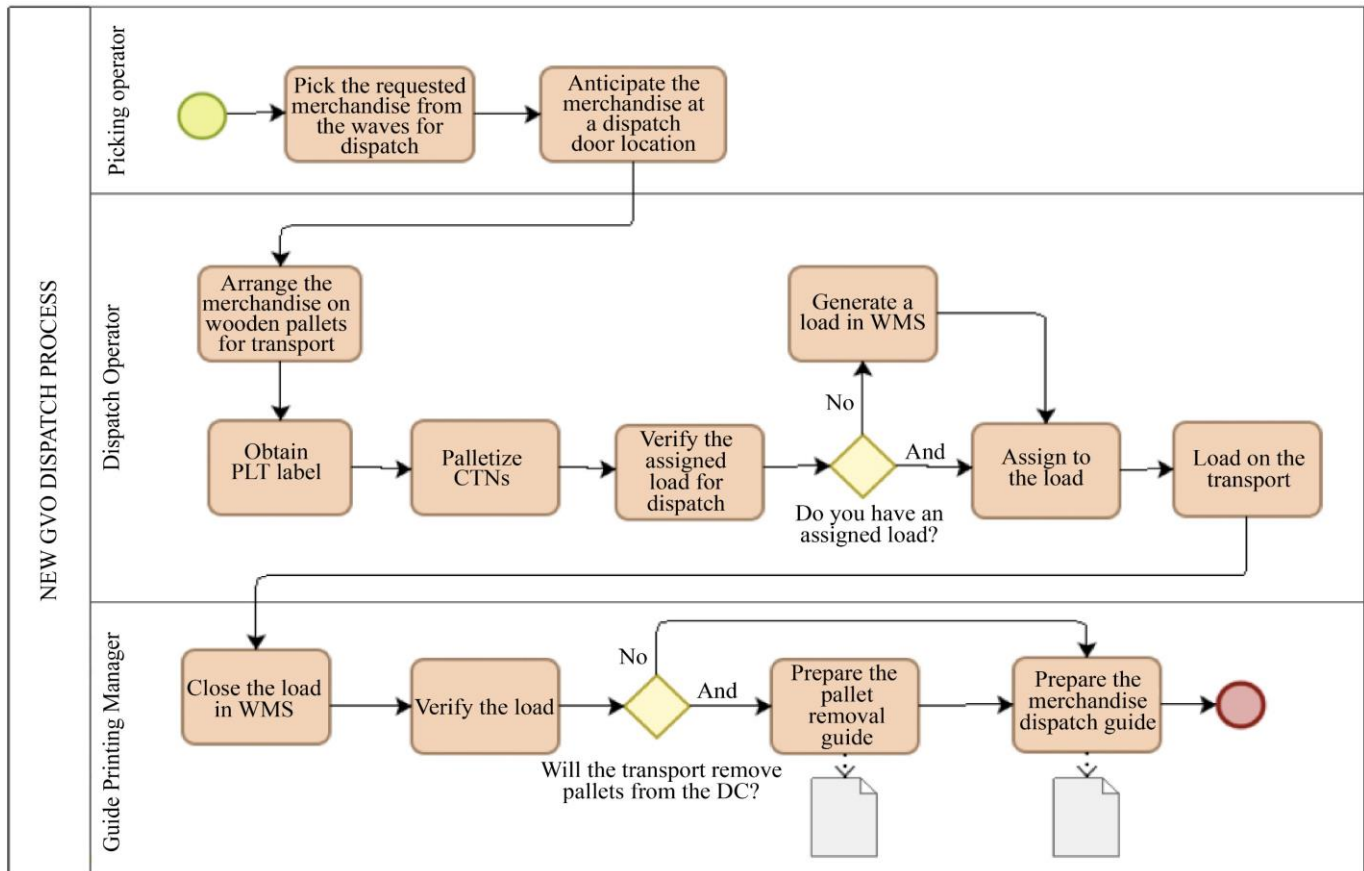 NEW GVO DISPATCH PROCESS
Picking operator
Pick the requested
merchandise from
the waves for
dispatch
Anticipate the
merchandise at
a dispatch
door location
Dispatch Operator
Arrange the
merchandise on
wooden pallets
for transport
Obtain
PLT label
Palletize
CTNs
Verify the
assigned
load for
dispatch
Do you have an
assigned load?
No
Generate a
load in WMS
And
Assign to
the load
Load on the
transport
Guide Printing Manager
Close the load
in WMS
Verify the load
Will the transport remove
pallets from the DC?
No
And
Prepare the
pallet
removal
guide
Prepare the
merchandise
dispatch guide